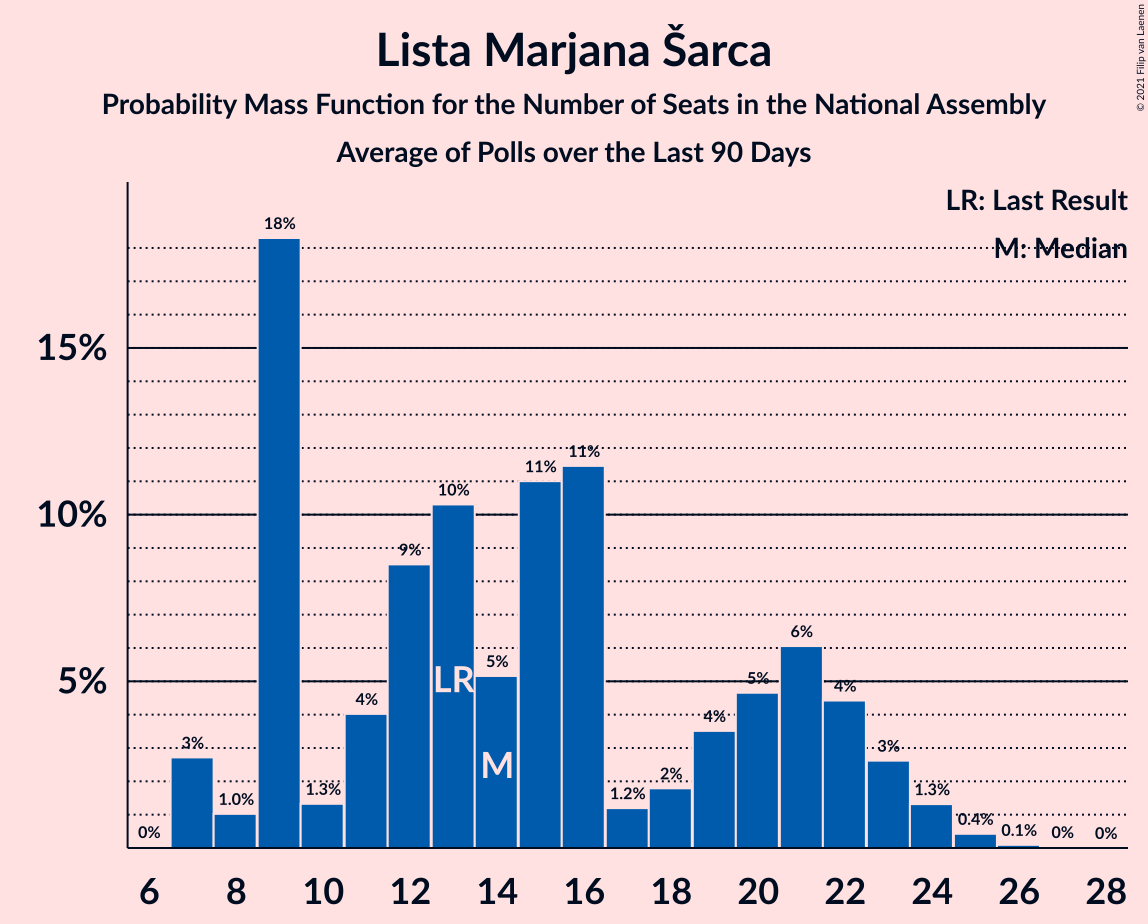 Lista Marjana Šarca
Probability Mass Function for the Number of Seats in the National Assembly
Average of Polls over the Last 90 Days
© 2021 Filip van Laenen
LR: Last Result
M: Median
15%
10%
5%
0%
3%
1.0%
18%
1.3%
4%
9%
10%
5%
11%
11%
1.2%
2%
4%
5%
6%
4%
3%
1.3%
0.4%
0.1%
0%
0%
LR
M
6 8 10 12 14 16 18 20 22 24 26 28